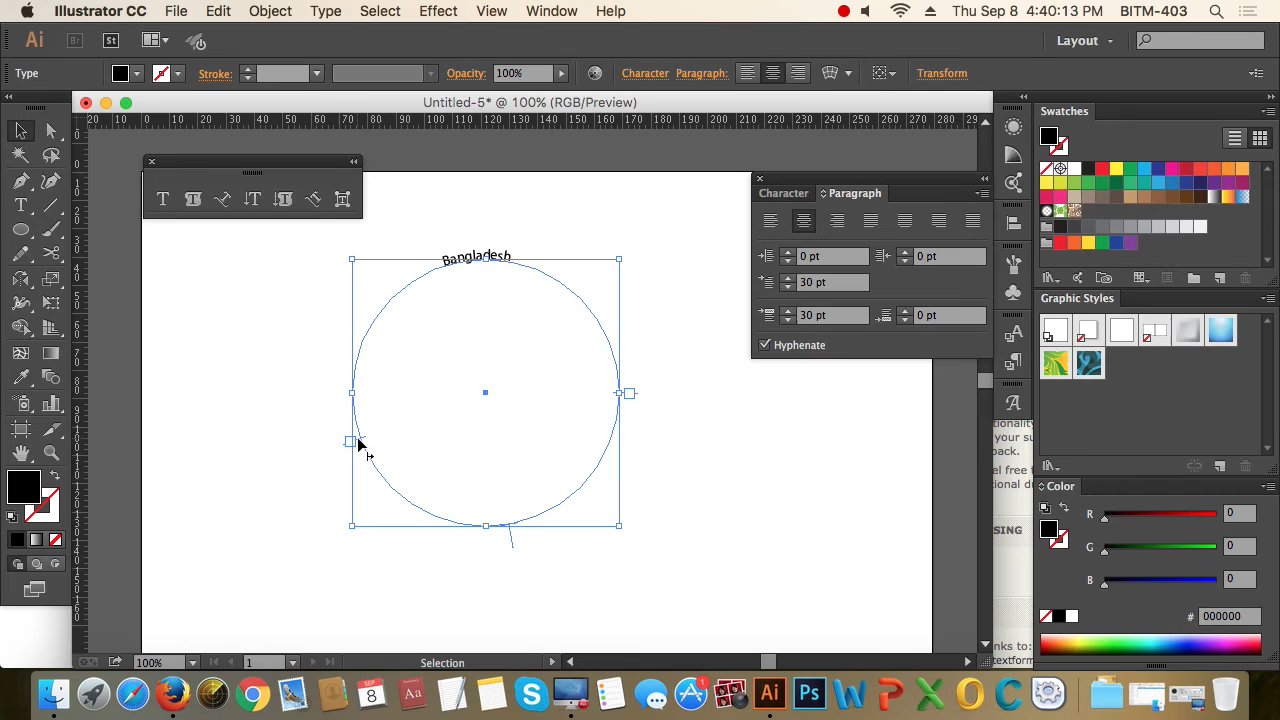 Illustrator CC File Edit Object Type Select Effect View Window Help Thu Sep 8 4:40:13 PM BITM-403
Ai Br St Layout
Type Stroke: Opacity: 100% Character Paragraph: Transform
Untitled-5* @ 100% (RGB/Preview)
Swatches
Character Paragraph
0 pt 0 pt
30 pt
30 pt 0 pt
Hyphenate
Bangladesh
Graphic Styles
Color
R 0
G 0
B 0
# 000000
100% 1 Selection